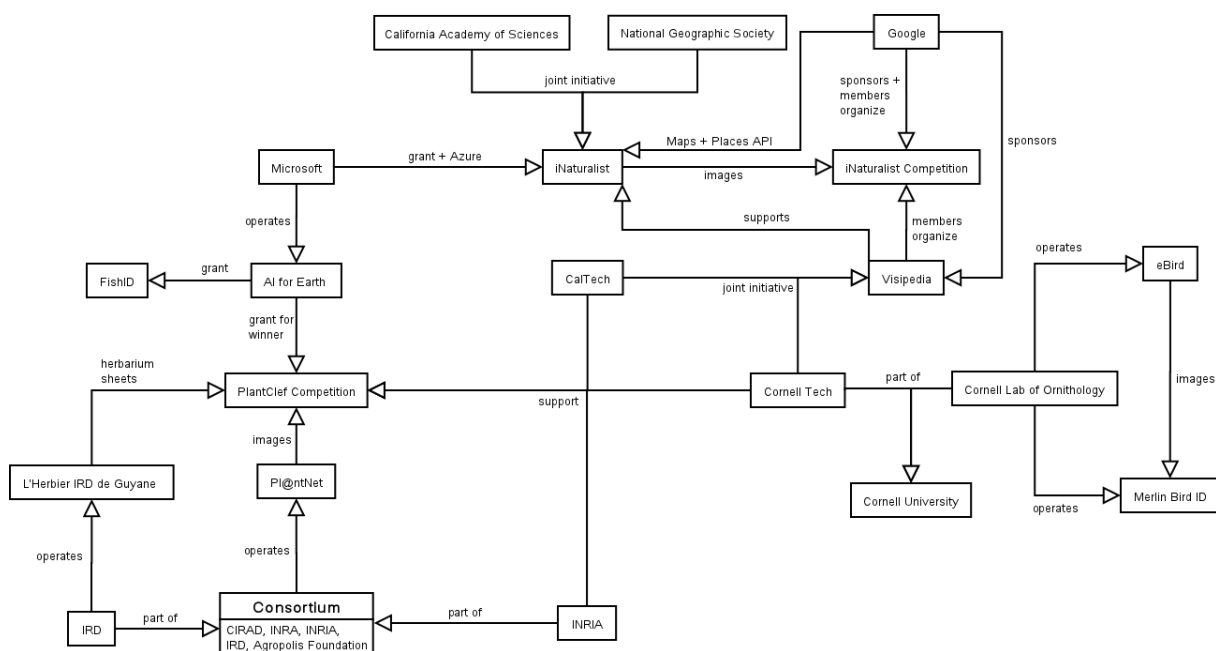 California Academy of Sciences
National Geographic Society
Google
joint initiative
sponsors +
members
organize
Maps + Places API
sponsors
Microsoft
grant + Azure
iNaturalist
images
iNaturalist Competition
operates
supports
members
organize
operates
eBird
FishID
grant
AI for Earth
CalTech
joint initiative
Visipedia
grant for
winner
herbarium
sheets
images
PlantClef Competition
support
Cornell Tech
part of
Cornell Lab of Ornithology
images
L'Herbier IRD de Guyane
Pl@ntNet
Cornell University
Merlin Bird ID
operates
operates
operates
IRD
part of
Consortium
CIRAD, INRA, INRIA,
IRD, Agropolis Foundation
part of
INRIA